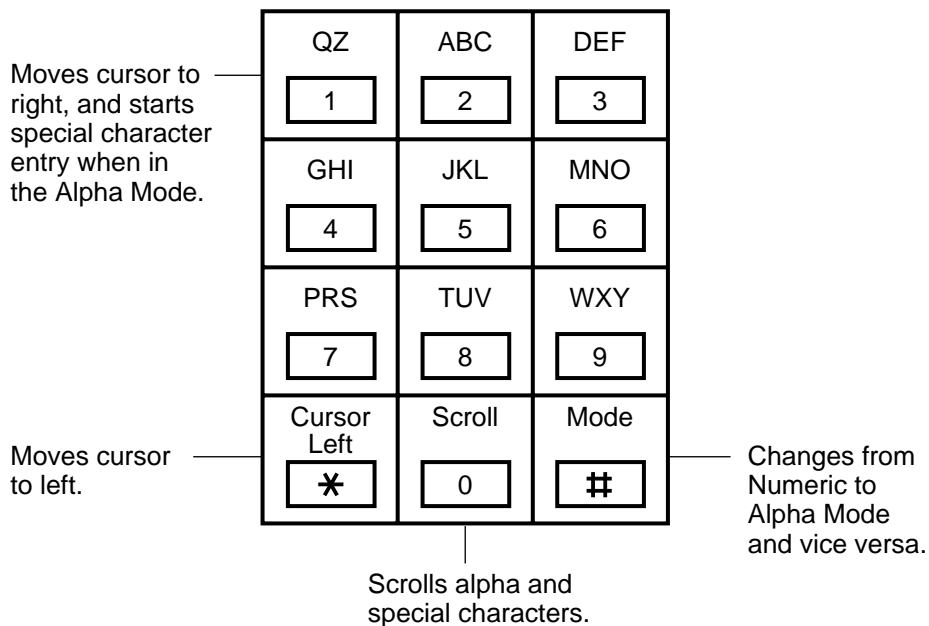 QZ ABC DEF
Moves cursor to
right, and starts
special character
entry when in
the Alpha Mode.
1 2 3
GHI JKL MNO
4 5 6
PRS TUV WXY
7 8 9
Cursor
Left
Scroll
Mode
Moves cursor
to left.
* 0 #
Changes from
Numeric to
Alpha Mode
and vice versa.
Scrolls alpha and
special characters.